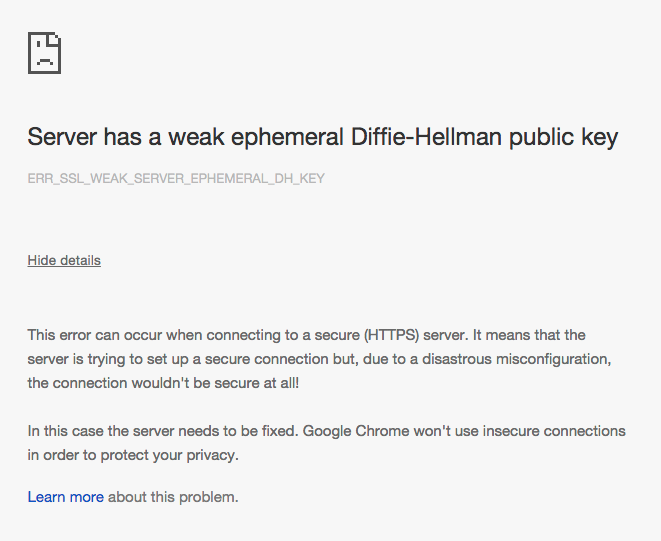 Server has a weak ephemeral Diffie-Hellman public key
ERR_SSL_WEAK_SERVER_EPHEMERAL_DH_KEY
Hide details
This error can occur when connecting to a secure (HTTPS) server. It means that the
server is trying to set up a secure connection but, due to a disastrous misconfiguration,
the connection wouldn't be secure at all!
In this case the server needs to be fixed. Google Chrome won't use insecure connections
in order to protect your privacy.
Learn more about this problem.